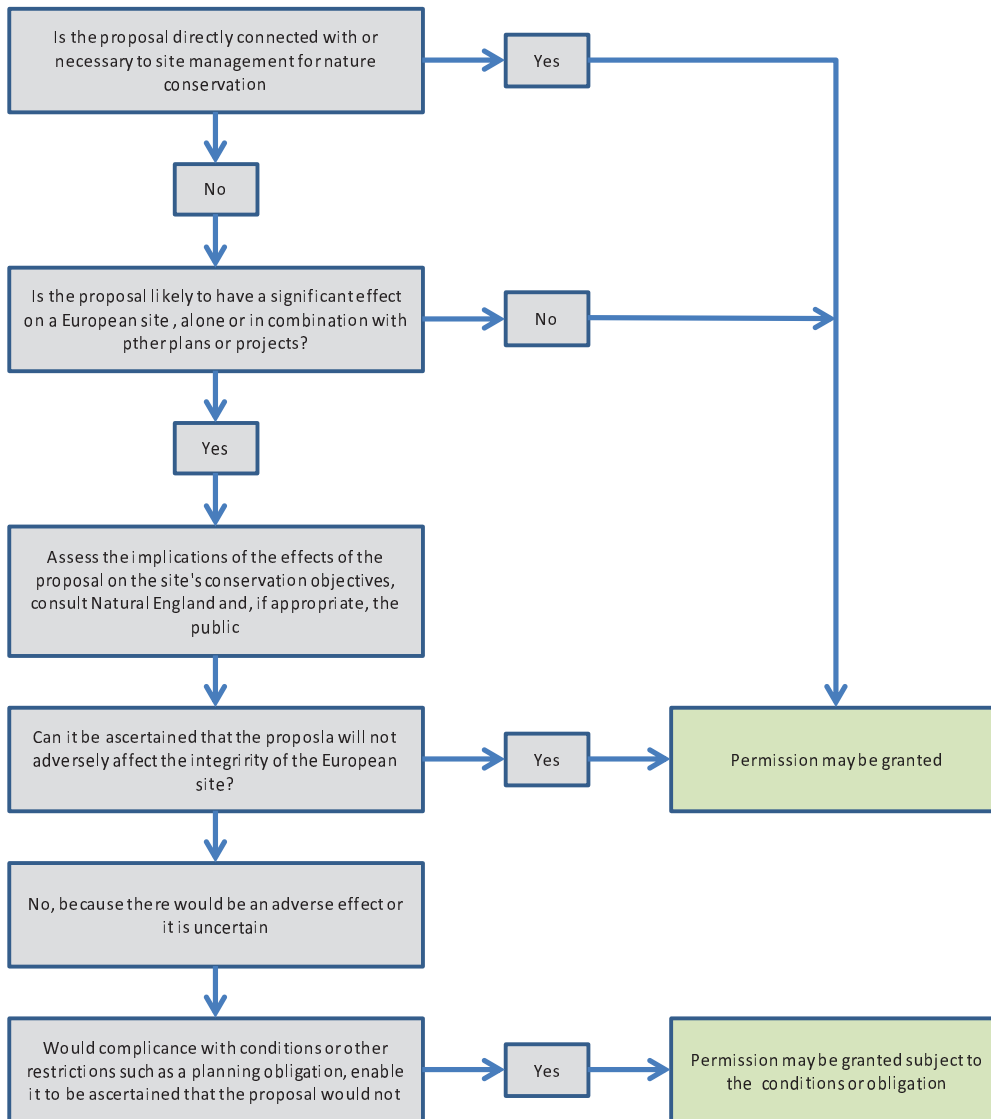 Is the proposal directly connected with or
necessary to site management for nature
conservation
Yes
No
Is the proposal likely to have a significant effect
on a European site , alone or in combination with
pther plans or projects?
No
Yes
Assess the implications of the effects of the
proposal on the site's conservation objectives,
consult Natural England and, if appropriate, the
public
Can it be ascertained that the proposla will not
adversely affect the integririty of the European
site?
Yes
Permission may be granted
No, because there would be an adverse effect or
it is uncertain
Would complicance with conditions or other
restrictions such as a planning obligation, enable
it to be ascertained that the proposal would not
Yes
Permission may be granted subject to
the conditions or obligation